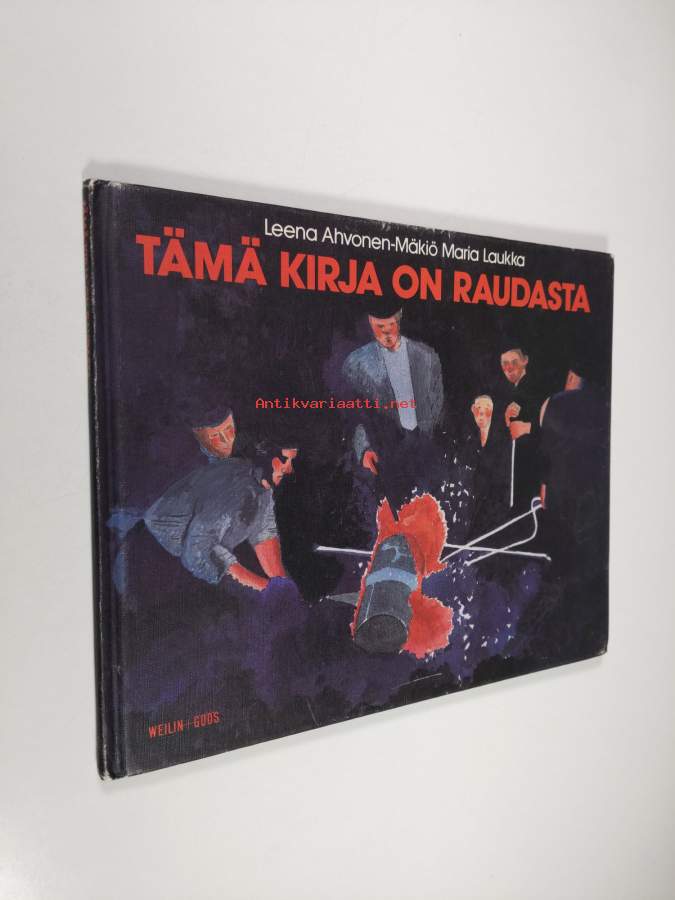 Leena Ahvonen-Mäkiö Maria Laukka
TÄMÄ KIRJA ON RAUDASTA
Antikvariaatti.net
WEILIN+GÖÖS